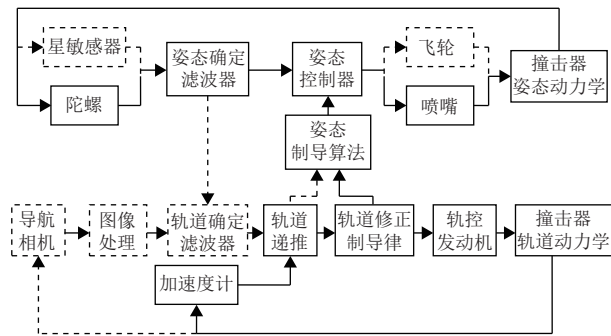 星敏感器
陀螺
姿态确定
滤波器
姿态
控制器
飞轮
喷嘴
撞击器
姿态动力学
姿态
制导算法
导航
相机
图像
处理
轨道确定
滤波器
轨道
递推
轨道修正
制导律
轨控
发动机
撞击器
轨道动力学
加速度计